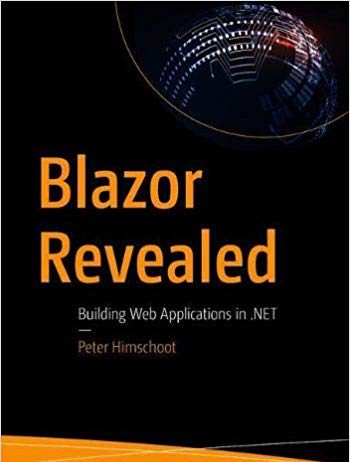 Blazor
Revealed
Building Web Applications in .NET
—
Peter Himschoot